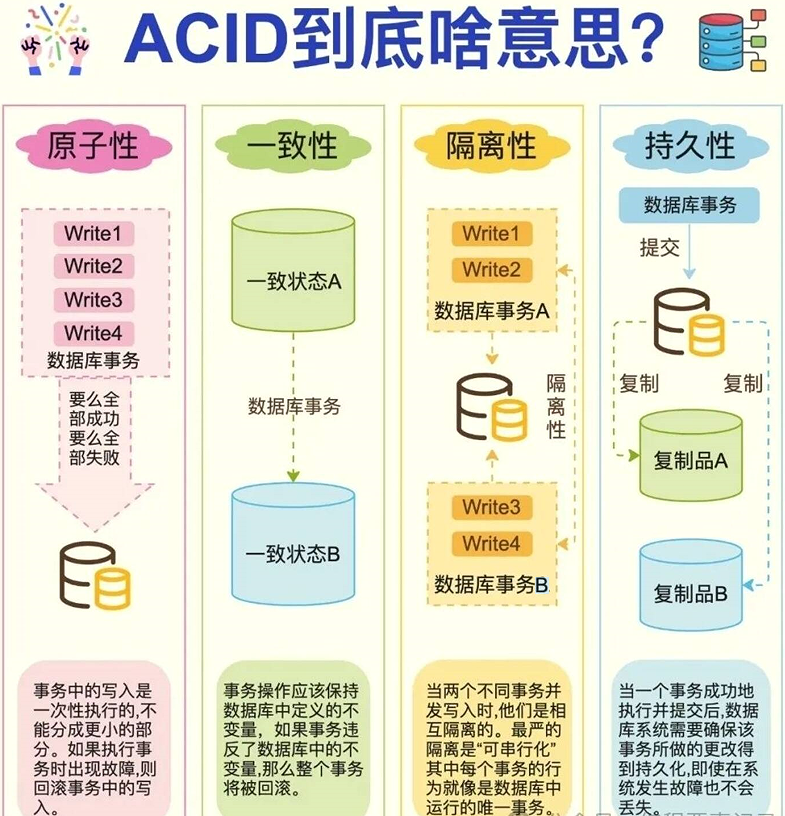 ACID到底啥意思?
原子性
Write1
Write2
Write3
Write4
数据库事务
要么全
部成功
要么全
部失败
事务中的写入是
一次性执行的,不
能分成更小的部
分。如果执行事
务时出现故障,则
回滚事务中的写
入。
一致性
一致状态A
数据库事务
一致状态B
事务操作应该保持
数据库中定义的不
变量，如果事务违
反了数据库中的不
变量,那么整个事务
将被回滚。
隔离性
Write1
Write2
数据库事务A
隔
离
性
Write3
Write4
数据库事务B
当两个不同事务并
发写入时,他们是相
互隔离的。最严的
隔离是“可串行化”
其中每个事务的行
为就像是数据库中
运行的唯一事务。
持久性
数据库事务
提交
复制
复制
复制品A
复制品B
当一个事务成功地
执行并提交后,数据
库系统需要确保该
事务所做的更改得
到持久化,即使在系
统发生故障也不会
丢失。